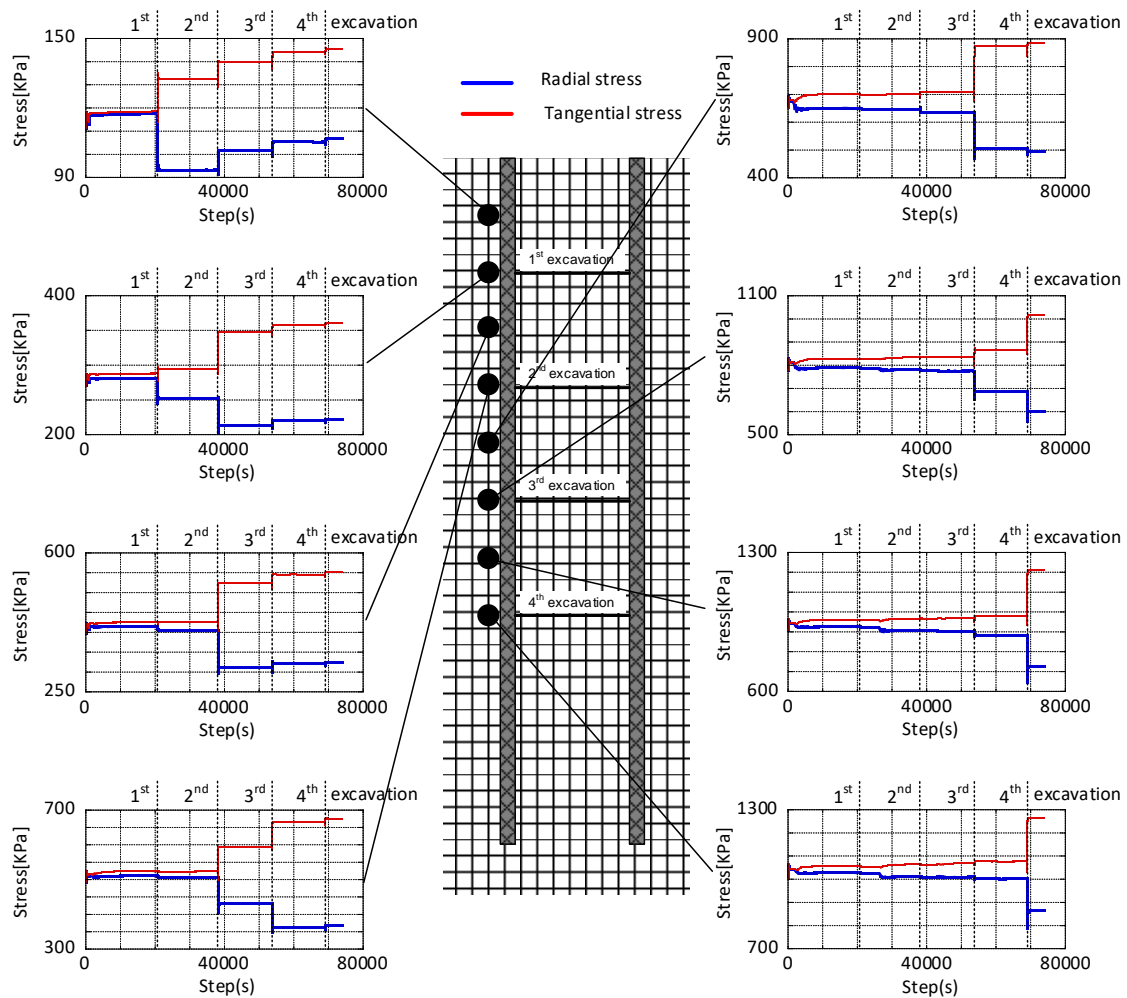 1st 2nd 3rd 4th excavation
150
Stress[KPa]
90
0 40000 80000
Step(s)
1st 2nd 3rd 4th excavation
400
Stress[KPa]
200
0 40000 80000
Step(s)
1st 2nd 3rd 4th excavation
600
Stress[KPa]
250
0 40000 80000
Step(s)
1st 2nd 3rd 4th excavation
700
Stress[KPa]
300
0 40000 80000
Step(s)
Radial stress
Tangential stress
1st excavation
2nd excavation
3rd excavation
4th excavation
1st 2nd 3rd 4th excavation
900
Stress[KPa]
400
0 40000 80000
Step(s)
1st 2nd 3rd 4th excavation
1100
Stress[KPa]
500
0 40000 80000
Step(s)
1st 2nd 3rd 4th excavation
1300
Stress[KPa]
600
0 40000 80000
Step(s)
1st 2nd 3rd 4th excavation
1300
Stress[KPa]
700
0 40000 80000
Step(s)